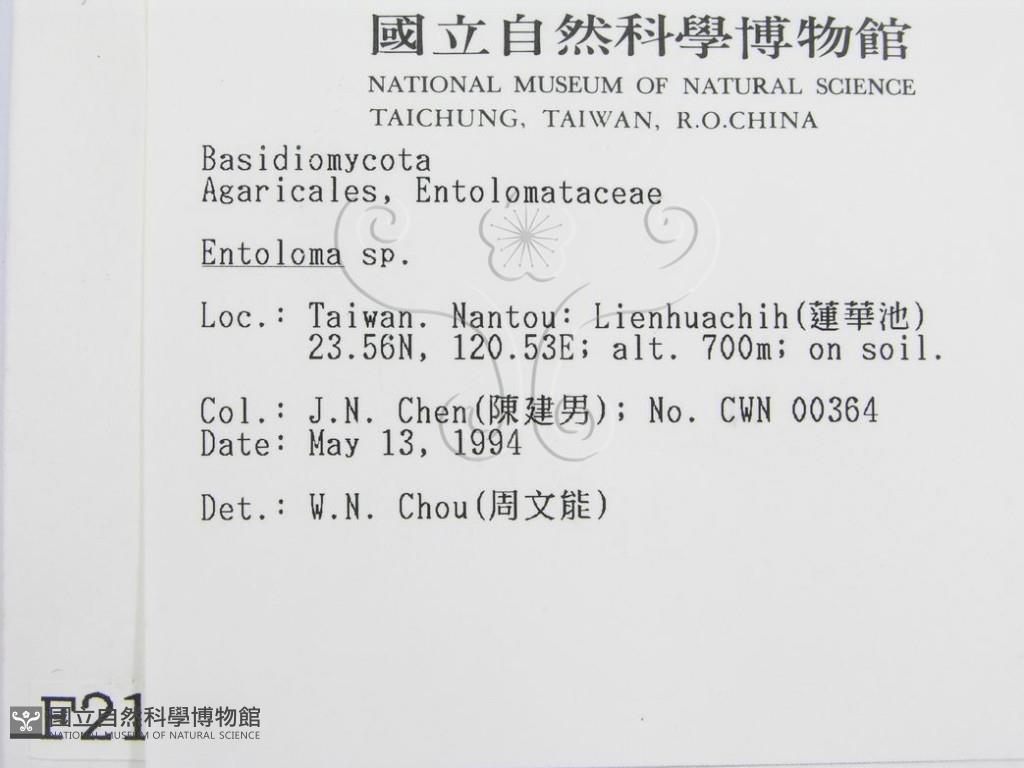 國立自然科學博物館
NATIONAL MUSEUM OF NATURAL SCIENCE
TAICHUNG, TAIWAN, R.O.CHINA
Basidiomycota
Agaricales, Entolomataceae
Entoloma sp.
Loc.: Taiwan. Nantou: Lienhuachih(蓮華池)
23.56N, 120.53E; alt. 700m; on soil.
Col.: J.N. Chen(陳建男); No. CWN 00364
Date: May 13, 1994
Det.: W.N. Chou(周文能)
國立自然科學博物館
NATIONAL MUSEUM OF NATURAL SCIENCE